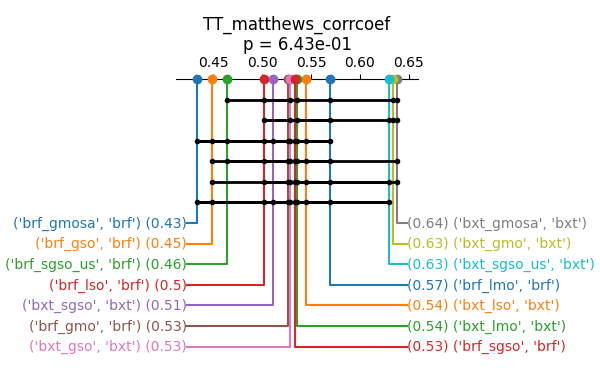 TT_matthews_corrcoef
p = 6.43e-01
0.45 0.50 0.55 0.60 0.65
('brf_gmosa', 'brf') (0.43) (0.64) ('bxt_gmosa', 'bxt')
('brf_gso', 'brf') (0.45) (0.63) ('bxt_gmo', 'bxt')
('brf_sgso_us', 'brf') (0.46) (0.63) ('bxt_sgso_us', 'bxt')
('brf_lso', 'brf') (0.5) (0.57) ('brf_lmo', 'brf')
('bxt_sgso', 'bxt') (0.51) (0.54) ('bxt_lso', 'bxt')
('brf_gmo', 'brf') (0.53) (0.54) ('bxt_lmo', 'bxt')
('bxt_gso', 'bxt') (0.53) (0.53) ('brf_sgso', 'brf')